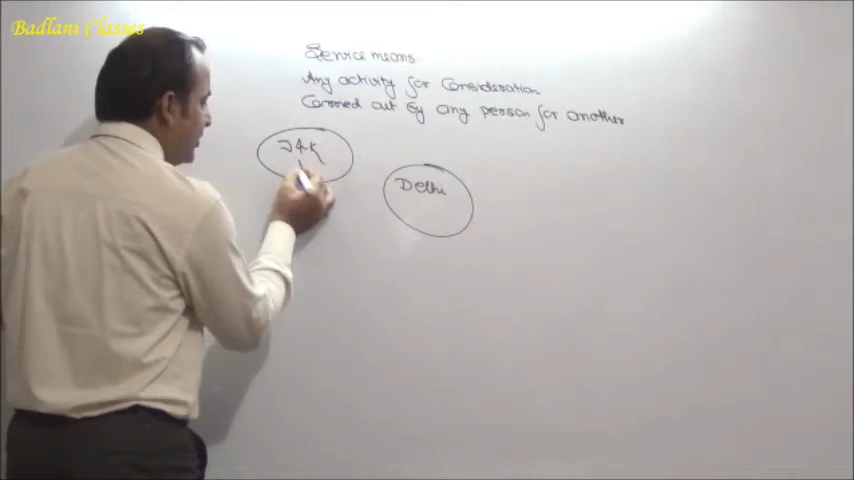 Badlani Classes
Service means
Any activity for Consideration
Carried out by any person for another
J&K
Delhi